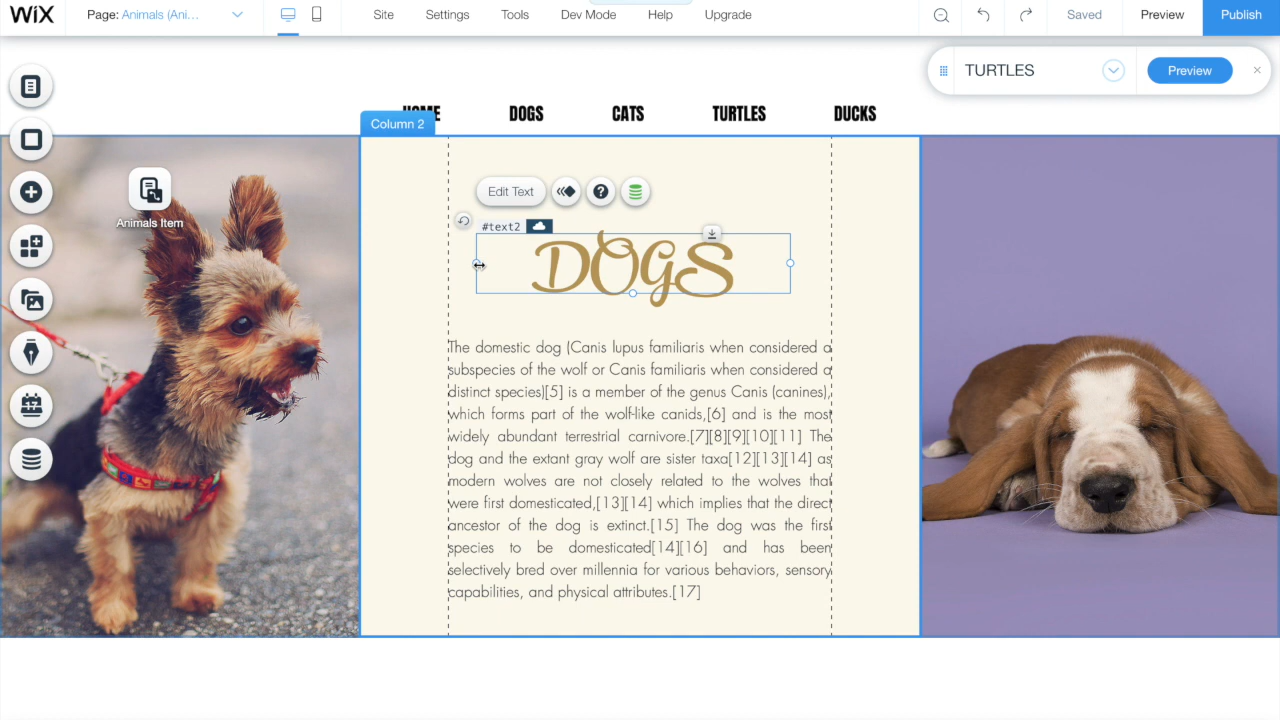 WiX
Page: Animals (Ani...
Site
Settings
Tools
Dev Mode
Help
Upgrade
Saved
Preview
Publish
TURTLES
Preview
HOME
DOGS
CATS
TURTLES
DUCKS
Column 2
Animals Item
Edit Text
#text2
DOGS
The domestic dog (Canis lupus familiaris when considered a
subspecies of the wolf or Canis familiaris when considered a
distinct species)[5] is a member of the genus Canis (canines),
which forms part of the wolf-like canids,[6] and is the most
widely abundant terrestrial carnivore.[7][8][9][10][11] The
dog and the extant gray wolf are sister taxa[12][13][14] as
modern wolves are not closely related to the wolves that
were first domesticated,[13][14] which implies that the direct
ancestor of the dog is extinct.[15] The dog was the first
species to be domesticated[14][16] and has been
selectively bred over millennia for various behaviors, sensory
capabilities, and physical attributes.[17]